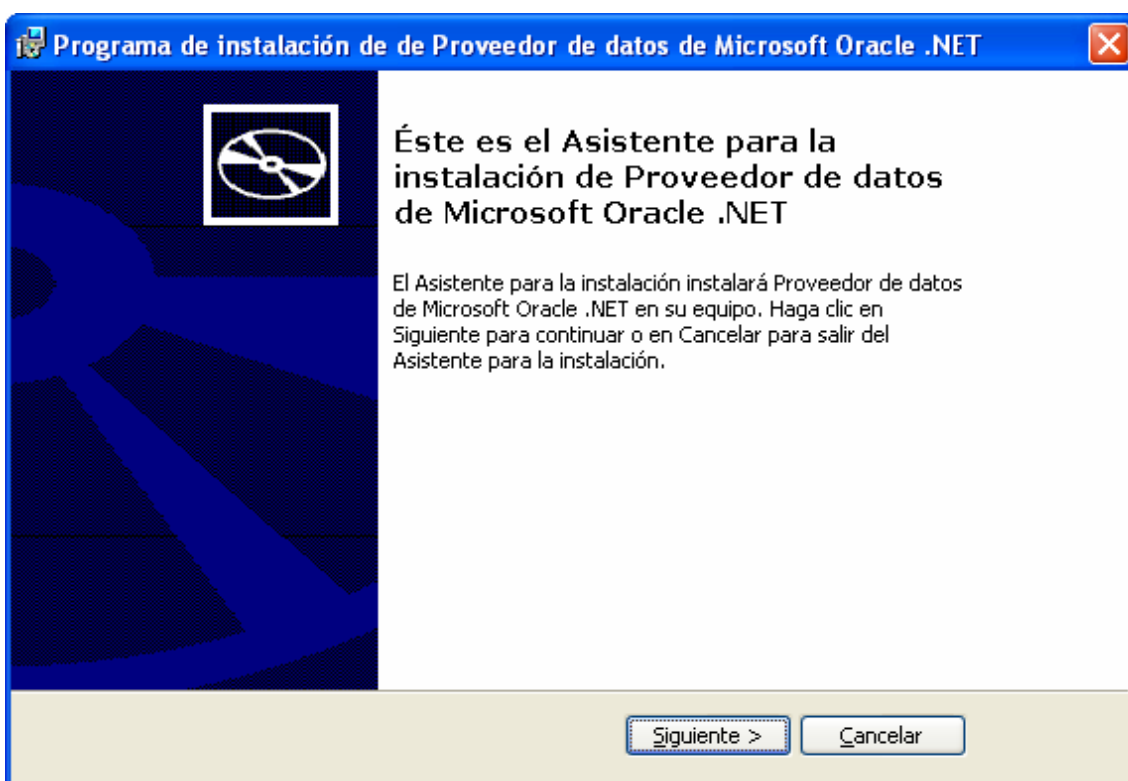 Programa de instalación de de Proveedor de datos de Microsoft Oracle .NET
Éste es el Asistente para la
instalación de Proveedor de datos
de Microsoft Oracle .NET
El Asistente para la instalación instalará Proveedor de datos
de Microsoft Oracle .NET en su equipo. Haga clic en
Siguiente para continuar o en Cancelar para salir del
Asistente para la instalación.
Siguiente > Cancelar